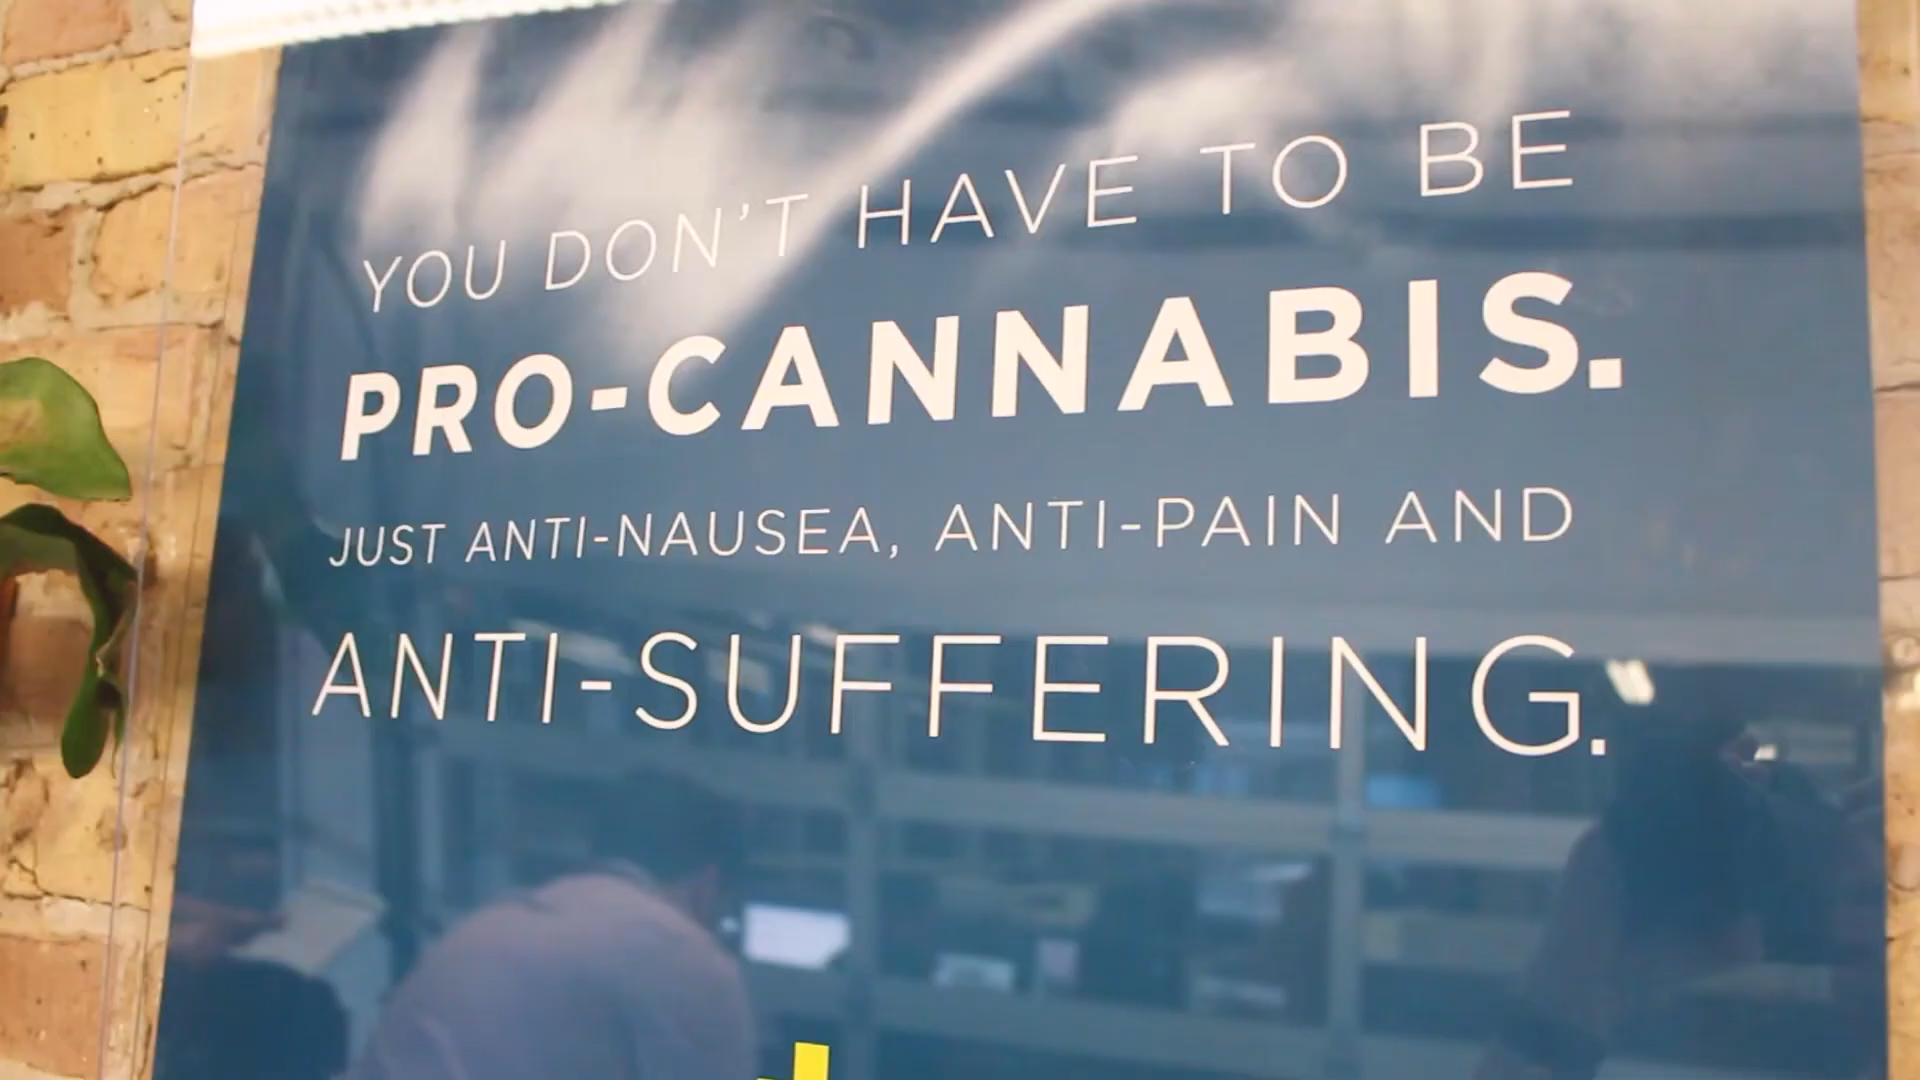 YOU DON'T HAVE TO BE
PRO-CANNABIS.
JUST ANTI-NAUSEA, ANTI-PAIN AND
ANTI-SUFFERING.